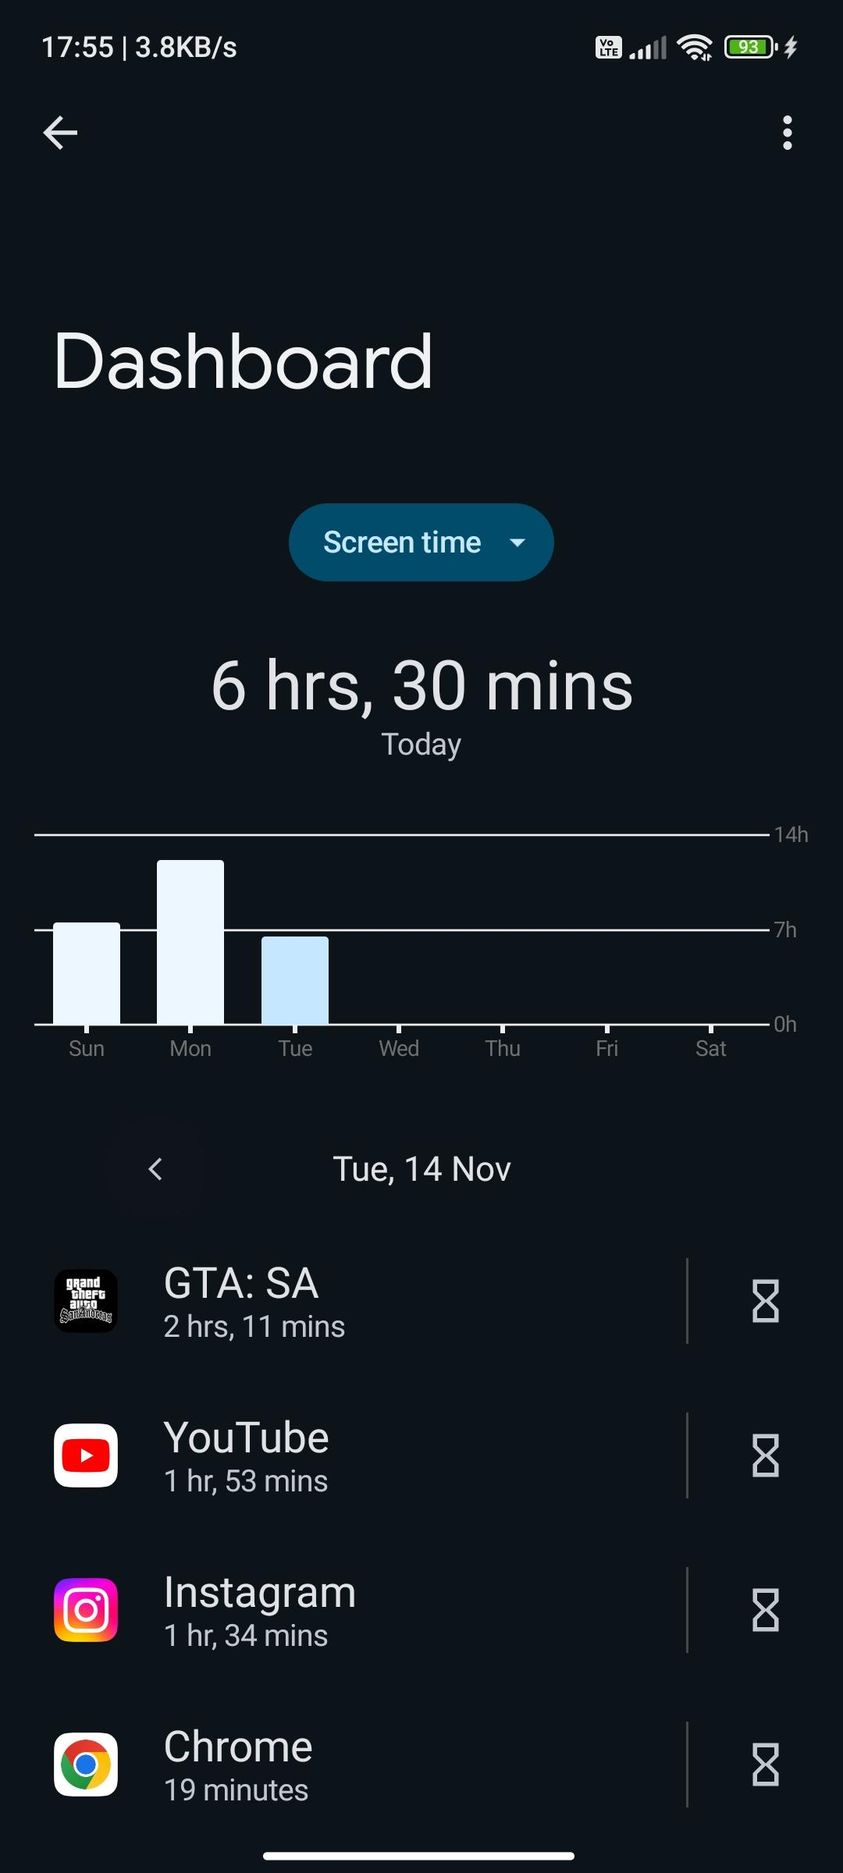 17:55 | 3.8KB/s
Vo LTE
93
Dashboard
Screen time
6 hrs, 30 mins
Today
14h
7h
0h
Sun Mon Tue Wed Thu Fri Sat
Tue, 14 Nov
grand
theft
auto
San Andreas
GTA: SA
2 hrs, 11 mins
YouTube
1 hr, 53 mins
Instagram
1 hr, 34 mins
Chrome
19 minutes